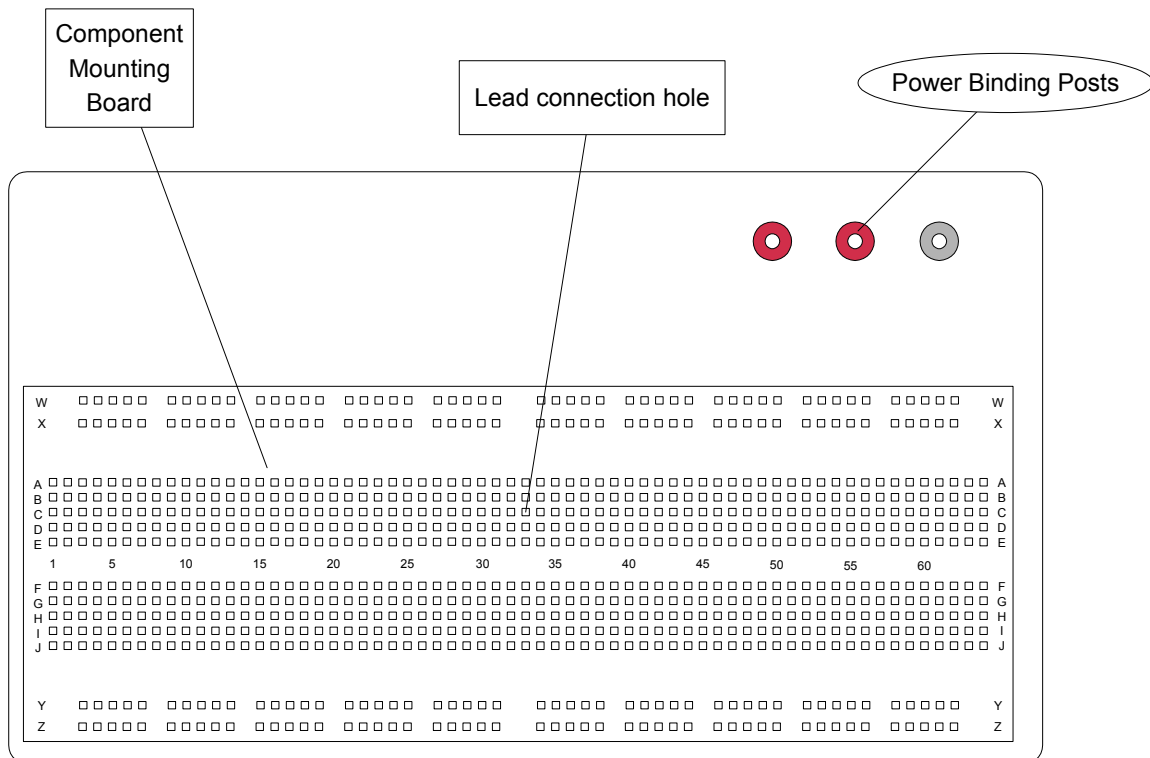 Component
Mounting
Board
Lead connection hole
Power Binding Posts
W W
X X
A A
B B
C C
D D
E E
1 5 10 15 20 25 30 35 40 45 50 55 60
F F
G G
H H
I I
J J
Y Y
Z Z